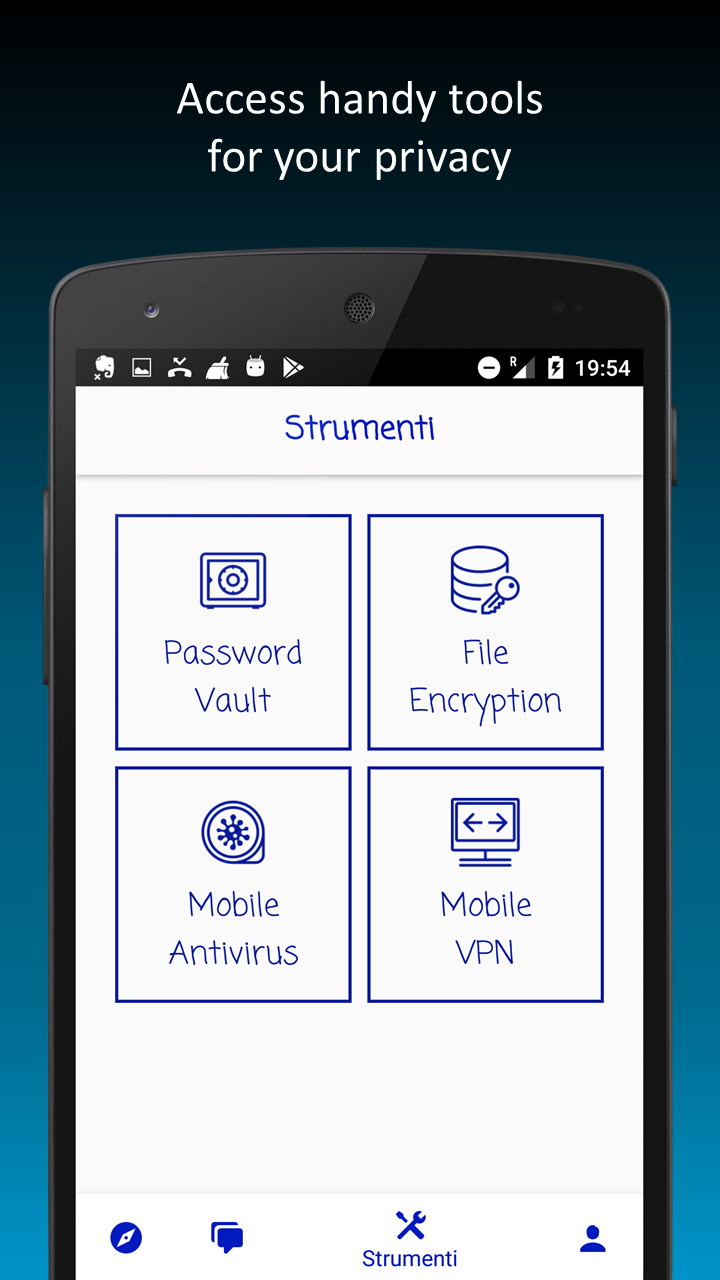 Access handy tools
for your privacy
R 19:54
Strumenti
Password
Vault
File
Encryption
Mobile
Antivirus
Mobile
VPN
Strumenti